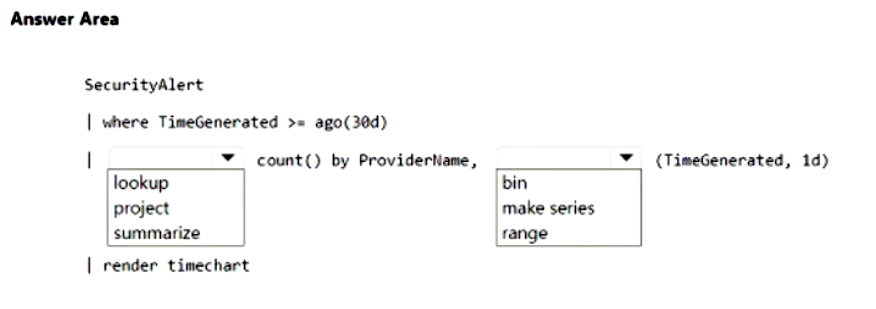 Answer Area
SecurityAlert
| where TimeGenerated >= ago(30d)
| count() by ProviderName, (TimeGenerated, 1d)
lookup
project
summarize
bin
make series
range
| render timechart